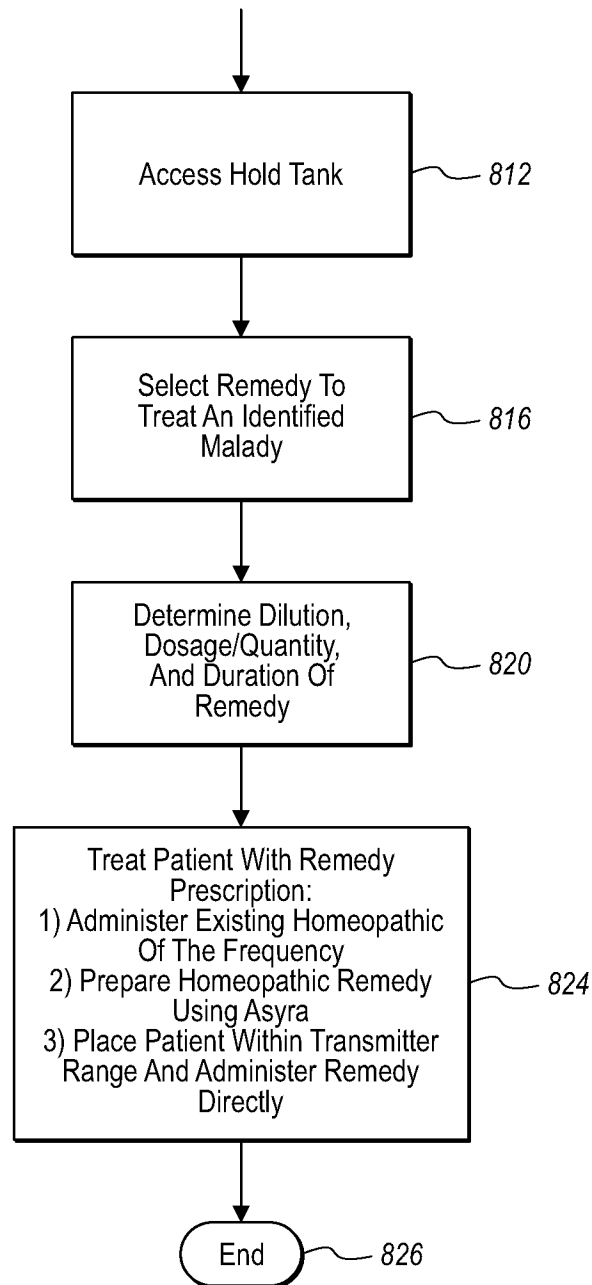 Access Hold Tank
812
Select Remedy To
Treat An Identified
Malady
816
Determine Dilution,
Dosage/Quantity,
And Duration Of
Remedy
820
Treat Patient With Remedy
Prescription:
1) Administer Existing Homeopathic
Of The Frequency
2) Prepare Homeopathic Remedy
Using Asyra
3) Place Patient Within Transmitter
Range And Administer Remedy
Directly
824
End
826